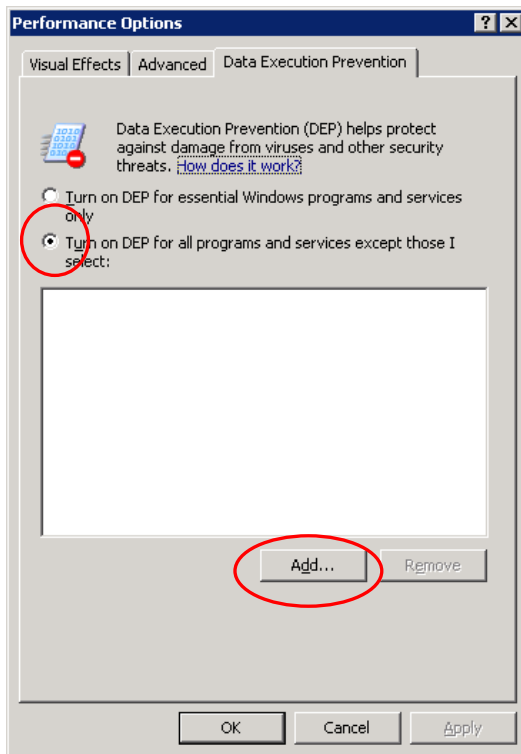 Performance Options
Visual Effects Advanced Data Execution Prevention
Data Execution Prevention (DEP) helps protect
against damage from viruses and other security
threats. How does it work?
Turn on DEP for essential Windows programs and services
only
Turn on DEP for all programs and services except those I
select:
Add... Remove
OK Cancel Apply